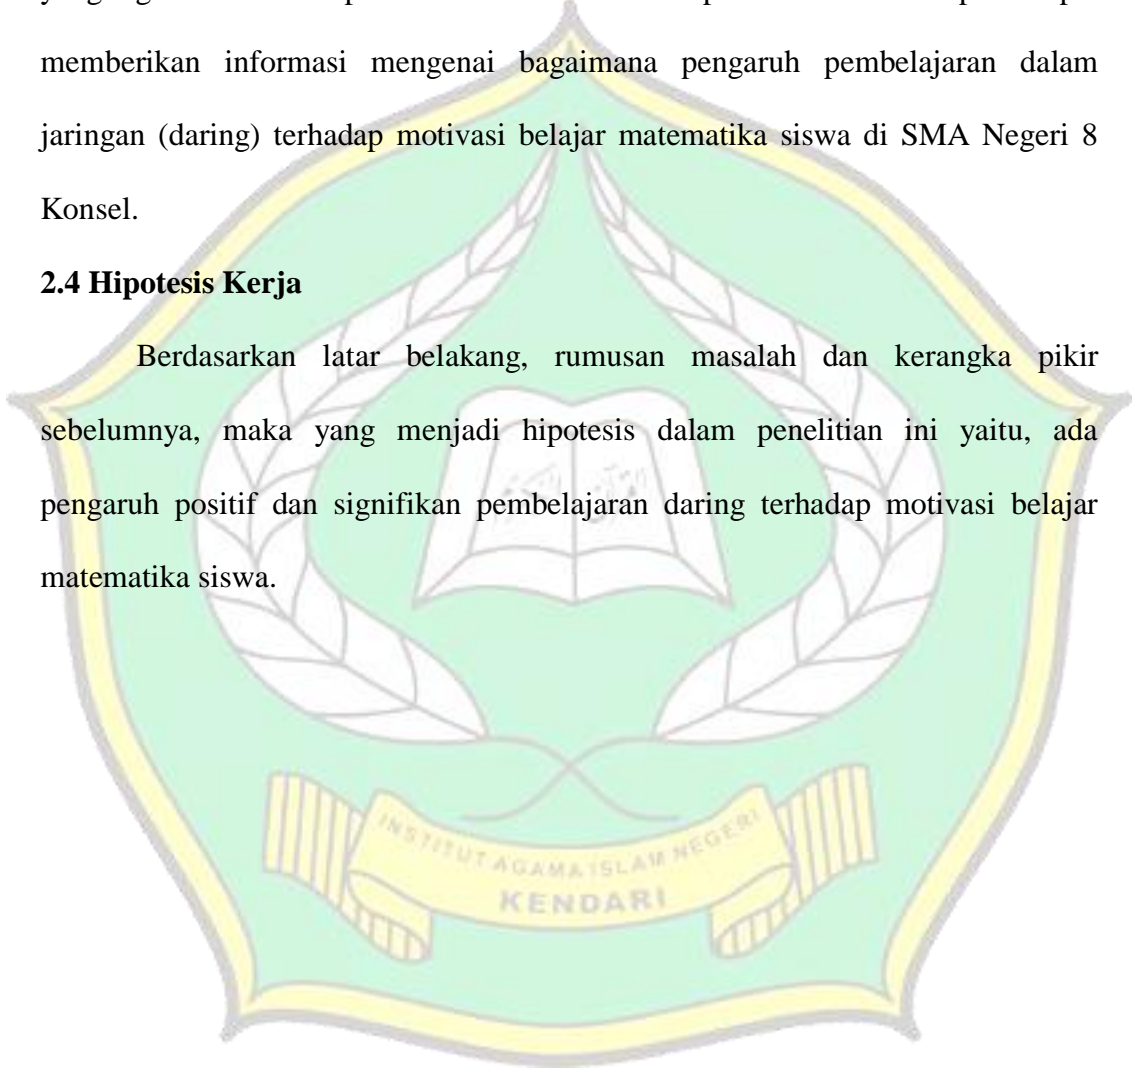 memberikan informasi mengenai bagaimana pengaruh pembelajaran dalam
jaringan (daring) terhadap motivasi belajar matematika siswa di SMA Negeri 8
Konsel.
2.4 Hipotesis Kerja
Berdasarkan latar belakang, rumusan masalah dan kerangka pikir
sebelumnya, maka yang menjadi hipotesis dalam penelitian ini yaitu, ada
pengaruh positif dan signifikan pembelajaran daring terhadap motivasi belajar
matematika siswa.
INSTITUT AGAMA ISLAM NEGERI
KENDARI